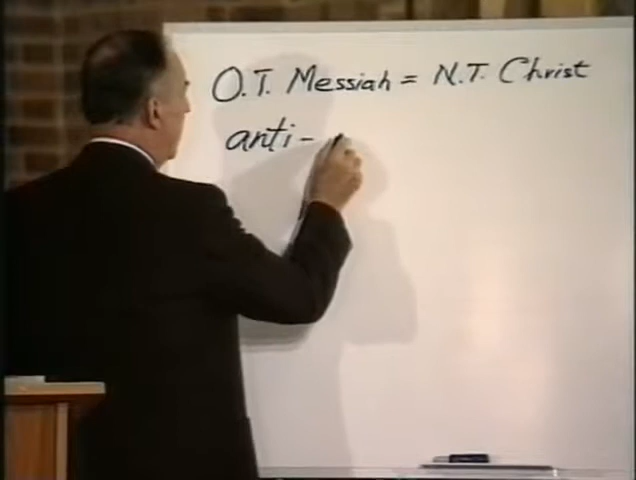 O.T. Messiah = N.T. Christ
anti-